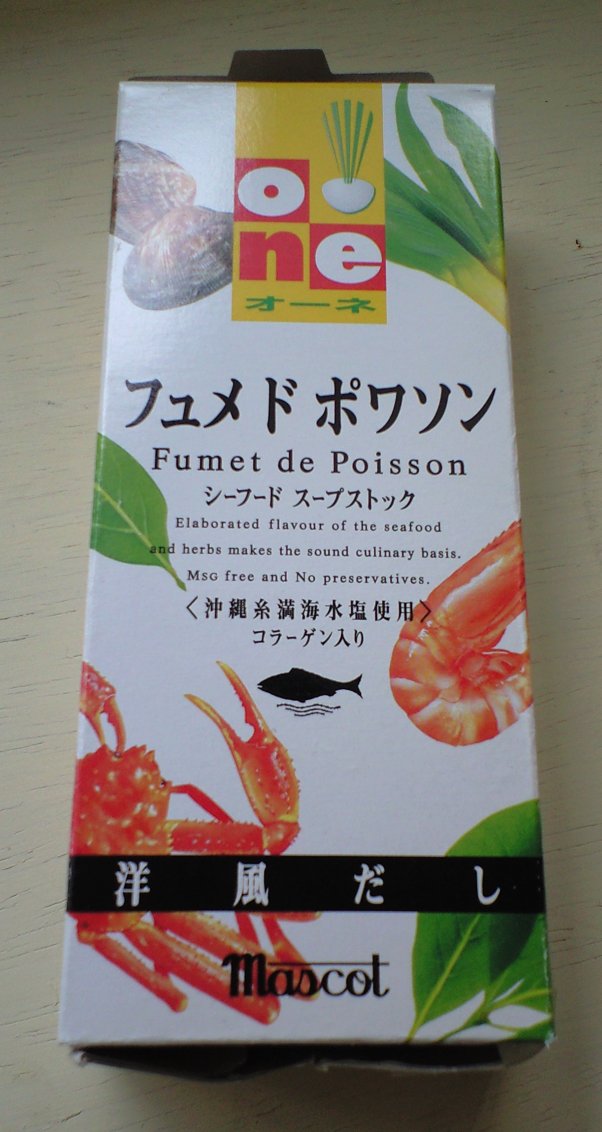 one
オーネ
フュメド ポワソン
Fumet de Poisson
シーフード スープストック
Elaborated flavour of the seafood
and herbs makes the sound culinary basis.
MSG free and No preservatives.
〈沖縄糸満海水塩使用〉
コラーゲン入り
洋風だし
mascot